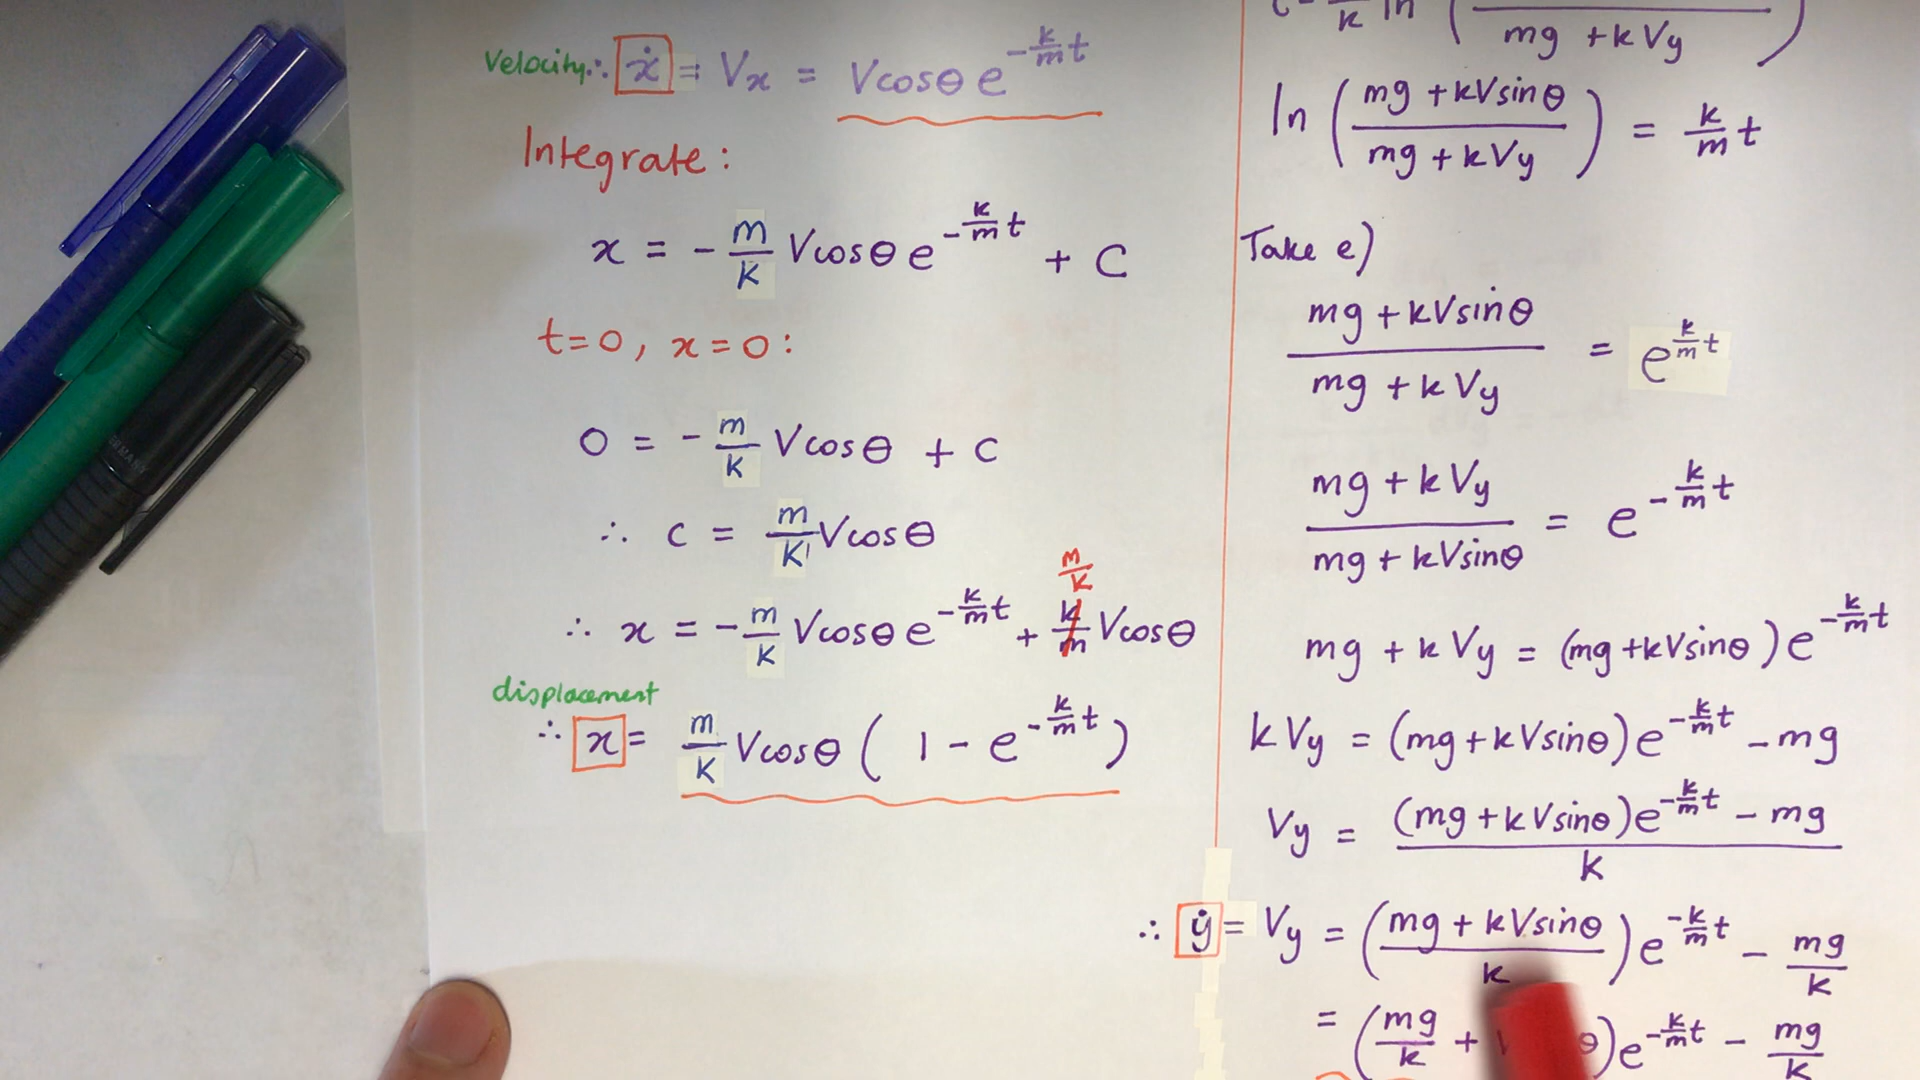 Velocity ∴ ẋ = Vx = Vcosθ e^(-k/m t)
Integrate:
x = - m/k Vcosθ e^(-k/m t) + C
t=0, x=0:
0 = - m/k Vcosθ + C
∴ C = m/k Vcosθ
m/k
∴ x = - m/k Vcosθ e^(-k/m t) + k/m Vcosθ
displacement
∴ x = m/k Vcosθ ( 1 - e^(-k/m t) )
k ln
mg + kVy
ln ( (mg + kVsinθ)/(mg + kVy) ) = k/m t
Take e)
(mg + kVsinθ)/(mg + kVy) = e^(k/m t)
(mg + kVy)/(mg + kVsinθ) = e^(-k/m t)
mg + kVy = (mg + kVsinθ) e^(-k/m t)
kVy = (mg + kVsinθ) e^(-k/m t) - mg
Vy = ((mg + kVsinθ) e^(-k/m t) - mg)/k
∴ ẏ = Vy = ( (mg + kVsinθ)/k ) e^(-k/m t) - mg/k
= ( mg/k + θ) e^(-k/m t) - mg/k